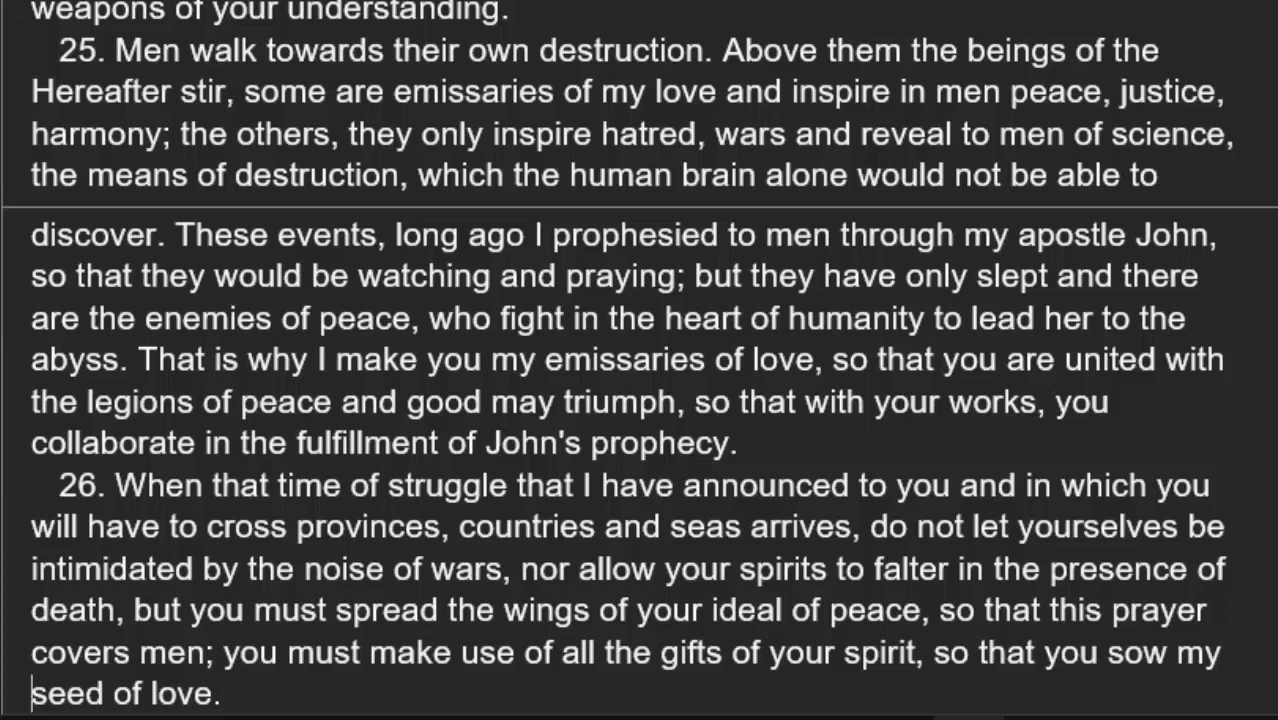 weapons of your understanding.
25. Men walk towards their own destruction. Above them the beings of the
Hereafter stir, some are emissaries of my love and inspire in men peace, justice,
harmony; the others, they only inspire hatred, wars and reveal to men of science,
the means of destruction, which the human brain alone would not be able to
discover. These events, long ago I prophesied to men through my apostle John,
so that they would be watching and praying; but they have only slept and there
are the enemies of peace, who fight in the heart of humanity to lead her to the
abyss. That is why I make you my emissaries of love, so that you are united with
the legions of peace and good may triumph, so that with your works, you
collaborate in the fulfillment of John's prophecy.
26. When that time of struggle that I have announced to you and in which you
will have to cross provinces, countries and seas arrives, do not let yourselves be
intimidated by the noise of wars, nor allow your spirits to falter in the presence of
death, but you must spread the wings of your ideal of peace, so that this prayer
covers men; you must make use of all the gifts of your spirit, so that you sow my
seed of love.